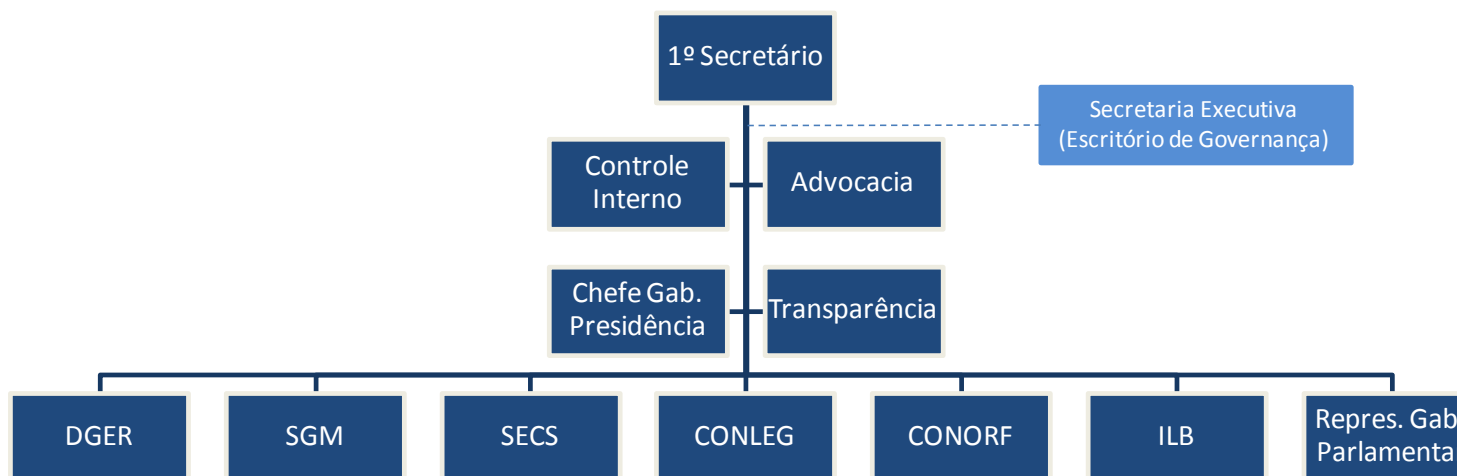 1º Secretário
Secretaria Executiva
(Escritório de Governança)
Controle
Interno
Advocacia
Chefe Gab.
Presidência
Transparência
DGER
SGM
SECS
CONLEG
CONORF
ILB
Repres. Gab
Parlamenta